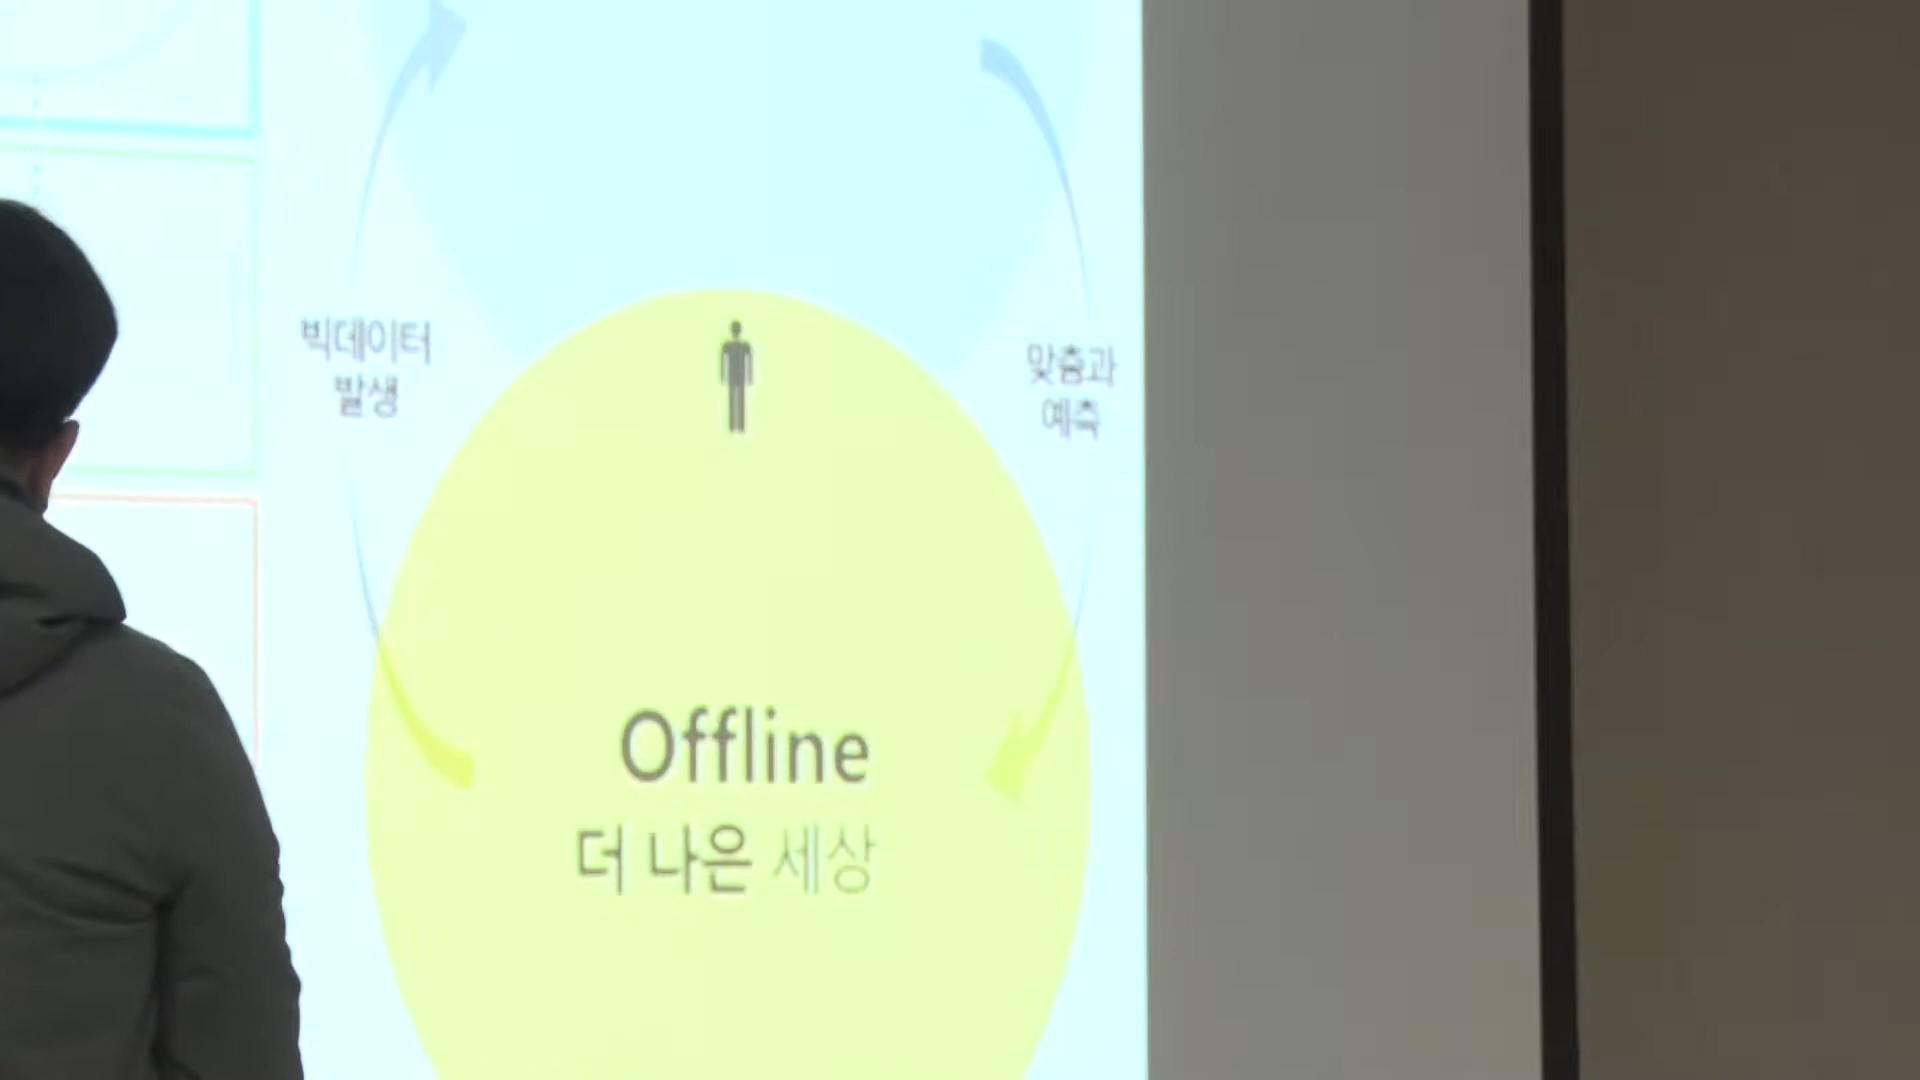 빅데이터
발생
맞춤과
예측
Offline
더 나은 세상